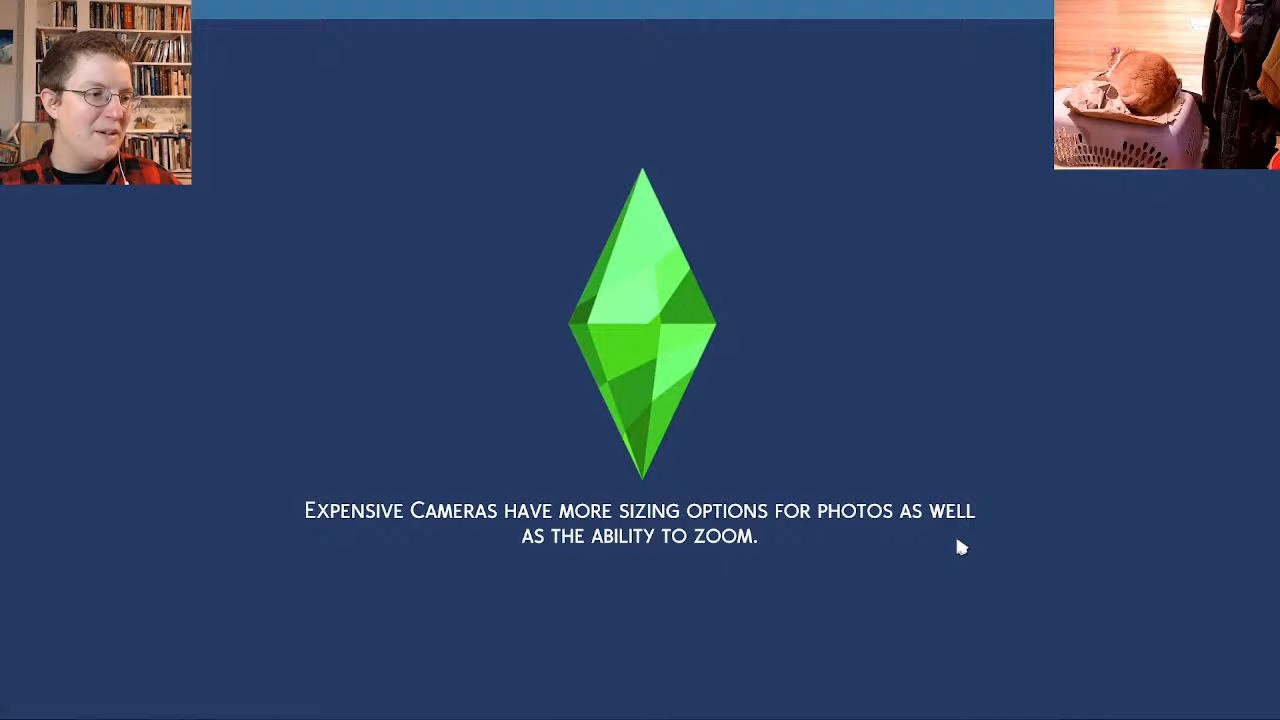 Expensive Cameras have more sizing options for photos as well
as the ability to zoom.